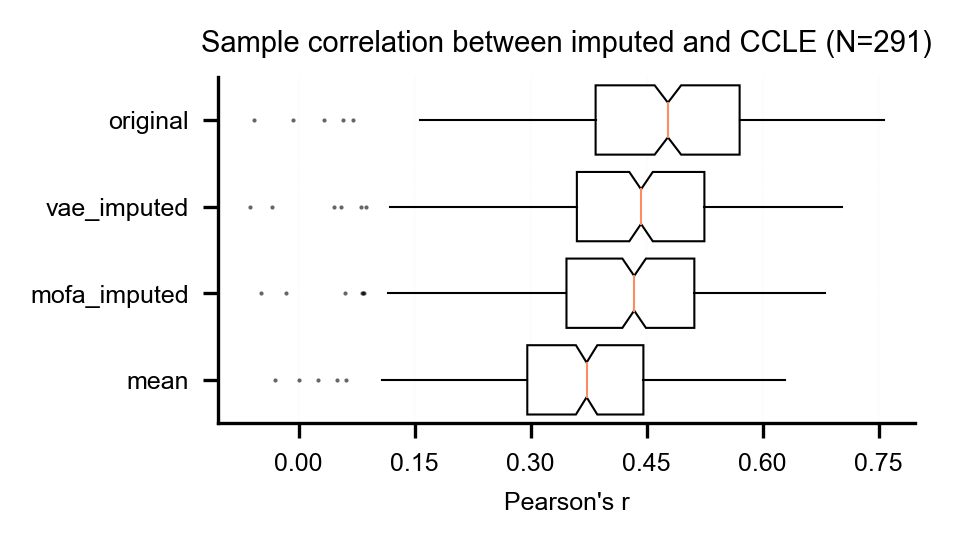 Sample correlation between imputed and CCLE (N=291)
original
vae_imputed
mofa_imputed
mean
0.00 0.15 0.30 0.45 0.60 0.75
Pearson's r